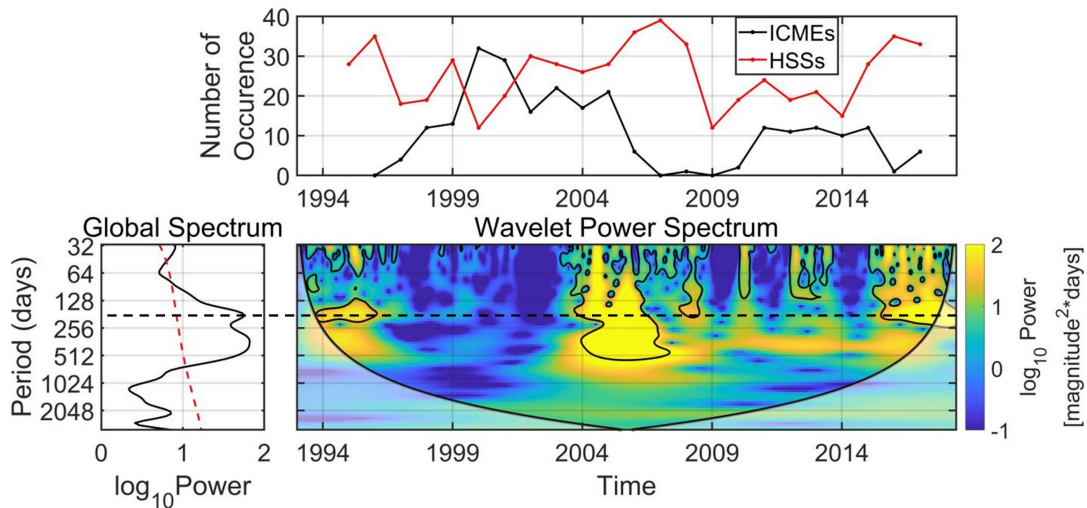 40
30
20
10
0
Number of
Occurence
ICMEs
HSSs
1994 1999 2004 2009 2014
Global Spectrum
Wavelet Power Spectrum
Period (days)
32
64
128
256
512
1024
2048
0 1 2
log10Power
1994 1999 2004 2009 2014
Time
2
1
0
-1
log10 Power
[magnitude2*days]